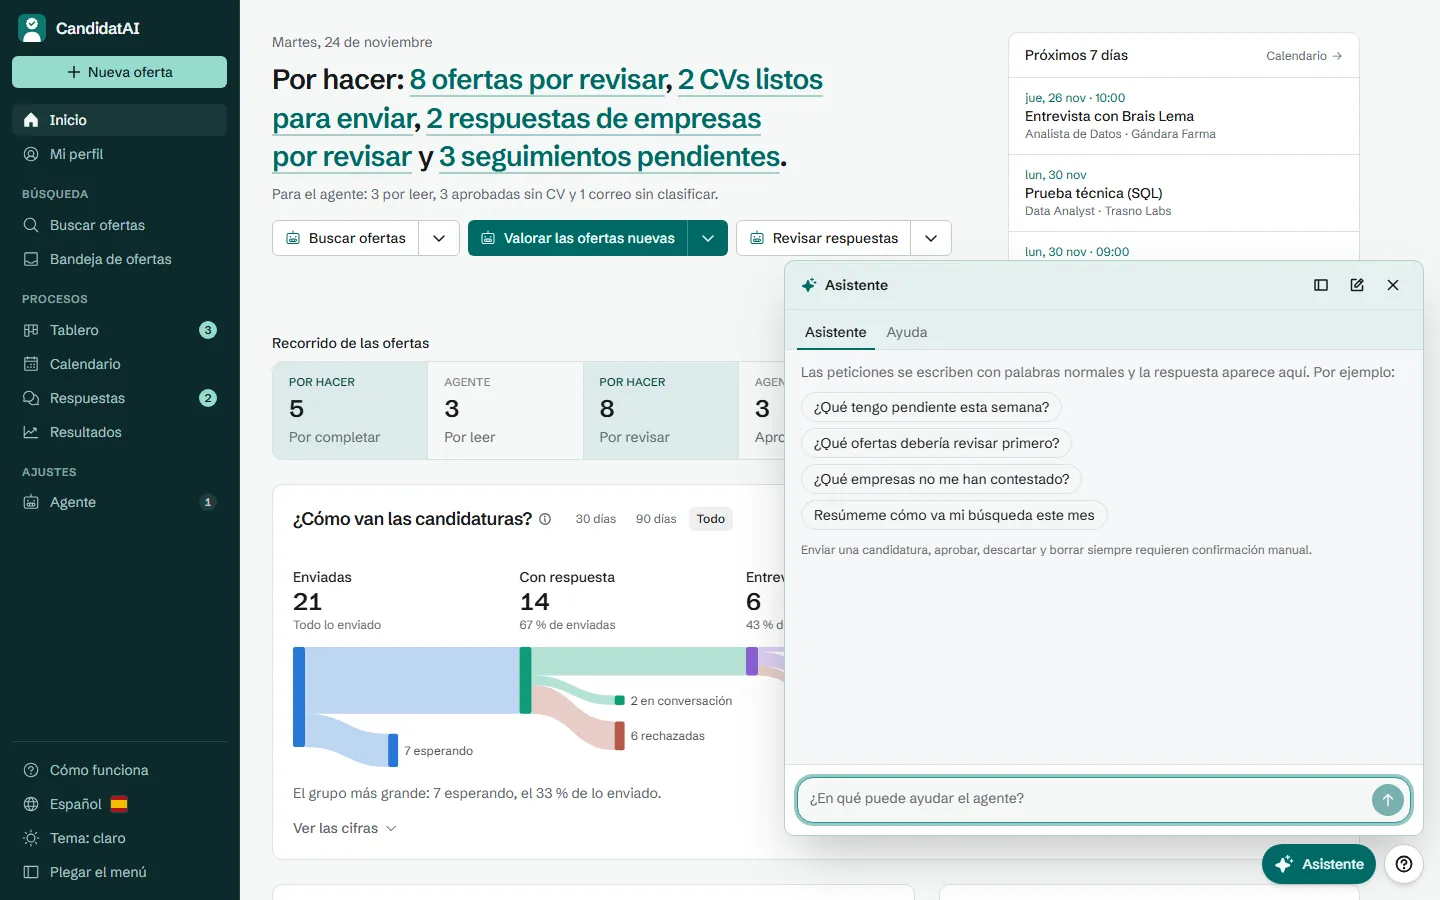 CandidatAI
Nueva oferta
Inicio
Mi perfil
BÚSQUEDA
Buscar ofertas
Bandeja de ofertas
PROCESOS
Tablero 3
Calendario
Respuestas 2
Resultados
AJUSTES
Agente 1
Cómo funciona
Español
Tema: claro
Plegar el menú
Martes, 24 de noviembre
Por hacer: 8 ofertas por revisar, 2 CVs listos
para enviar, 2 respuestas de empresas
por revisar y 3 seguimientos pendientes.
Para el agente: 3 por leer, 3 aprobadas sin CV y 1 correo sin clasificar.
Buscar ofertas
Valorar las ofertas nuevas
Revisar respuestas
Próximos 7 días
Calendario →
jue, 26 nov · 10:00
Entrevista con Brais Lema
Analista de Datos · Gándara Farma
lun, 30 nov
Prueba técnica (SQL)
Data Analyst · Trasno Labs
lun, 30 nov · 09:00
Recorrido de las ofertas
POR HACER
5
Por completar
AGENTE
3
Por leer
POR HACER
8
Por revisar
AGEN
3
Apro
¿Cómo van las candidaturas?
30 días
90 días
Todo
Enviadas
21
Todo lo enviado
Con respuesta
14
67 % de enviadas
Entrev
6
43 % d
2 en conversación
6 rechazadas
7 esperando
El grupo más grande: 7 esperando, el 33 % de lo enviado.
Ver las cifras
Asistente
Asistente
Ayuda
Las peticiones se escriben con palabras normales y la respuesta aparece aquí. Por ejemplo:
¿Qué tengo pendiente esta semana?
¿Qué ofertas debería revisar primero?
¿Qué empresas no me han contestado?
Resúmeme cómo va mi búsqueda este mes
Enviar una candidatura, aprobar, descartar y borrar siempre requieren confirmación manual.
¿En qué puede ayudar el agente?
Asistente